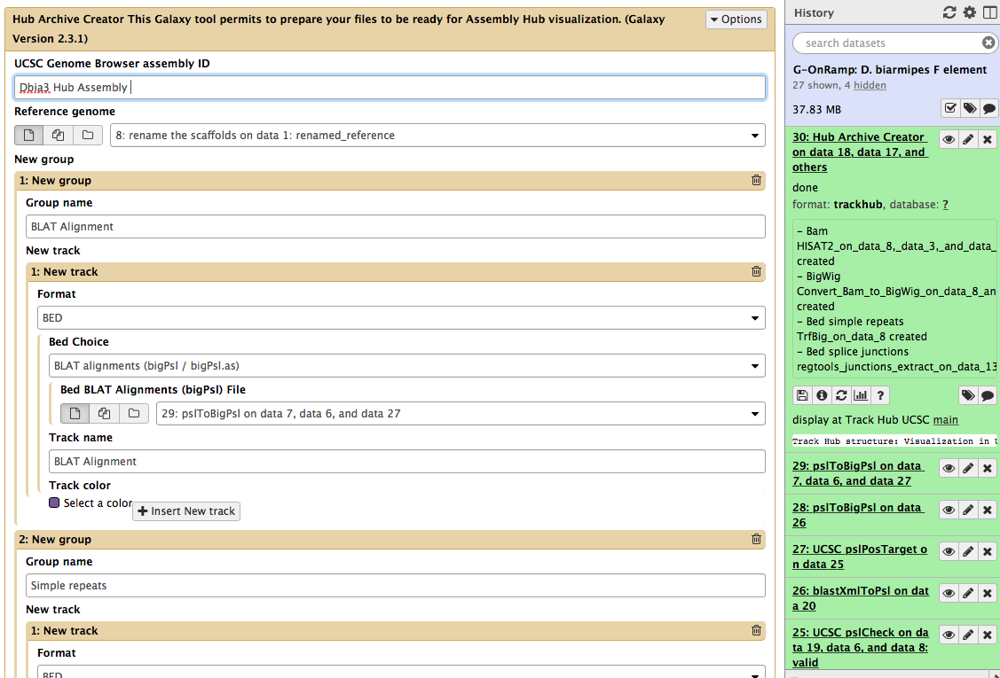 Hub Archive Creator This Galaxy tool permits to prepare your files to be ready for Assembly Hub visualization. (Galaxy
Version 2.3.1)
Options
UCSC Genome Browser assembly ID
Dbia3 Hub Assembly
Reference genome
8: rename the scaffolds on data 1: renamed_reference
New group
1: New group
Group name
BLAT Alignment
New track
1: New track
Format
BED
Bed Choice
BLAT alignments (bigPsl / bigPsl.as)
Bed BLAT Alignments (bigPsl) File
29: pslToBigPsl on data 7, data 6, and data 27
Track name
BLAT Alignment
Track color
Select a color
Insert New track
2: New group
Group name
Simple repeats
New track
1: New track
Format
BED
History
search datasets
G-OnRamp: D. biarmipes F element
27 shown, 4 hidden
37.83 MB
30: Hub Archive Creator
on data 18, data 17, and
others
done
format: trackhub, database: ?
- Bam
HISAT2_on_data_8,_data_3,_and_data_
created
- BigWig
Convert_Bam_to_BigWig_on_data_8_an
created
- Bed simple repeats
TrfBig_on_data_8 created
- Bed splice junctions
regtools_junctions_extract_on_data_13
display at Track Hub UCSC main
Track Hub structure: Visualization in U
29: pslToBigPsl on data
7, data 6, and data 27
28: pslToBigPsl on data
26
27: UCSC pslPosTarget o
n data 25
26: blastXmlToPsl on dat
a 20
25: UCSC pslCheck on da
ta 19, data 6, and data 8:
valid